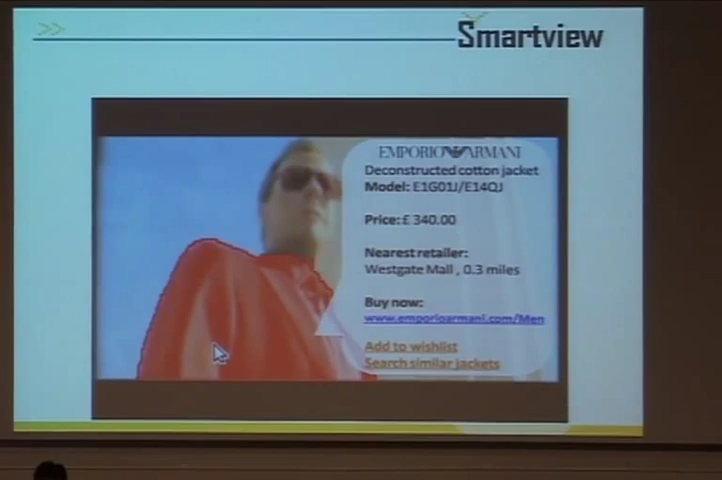 Smartview
EMPORIO ARMANI
Deconstructed cotton jacket
Model: E1G01J/E14QJ
Price: £ 340.00
Nearest retailer:
Westgate Mall , 0.3 miles
Buy now:
www.emporioarmani.com/Men
Add to wishlist
Search similar jackets